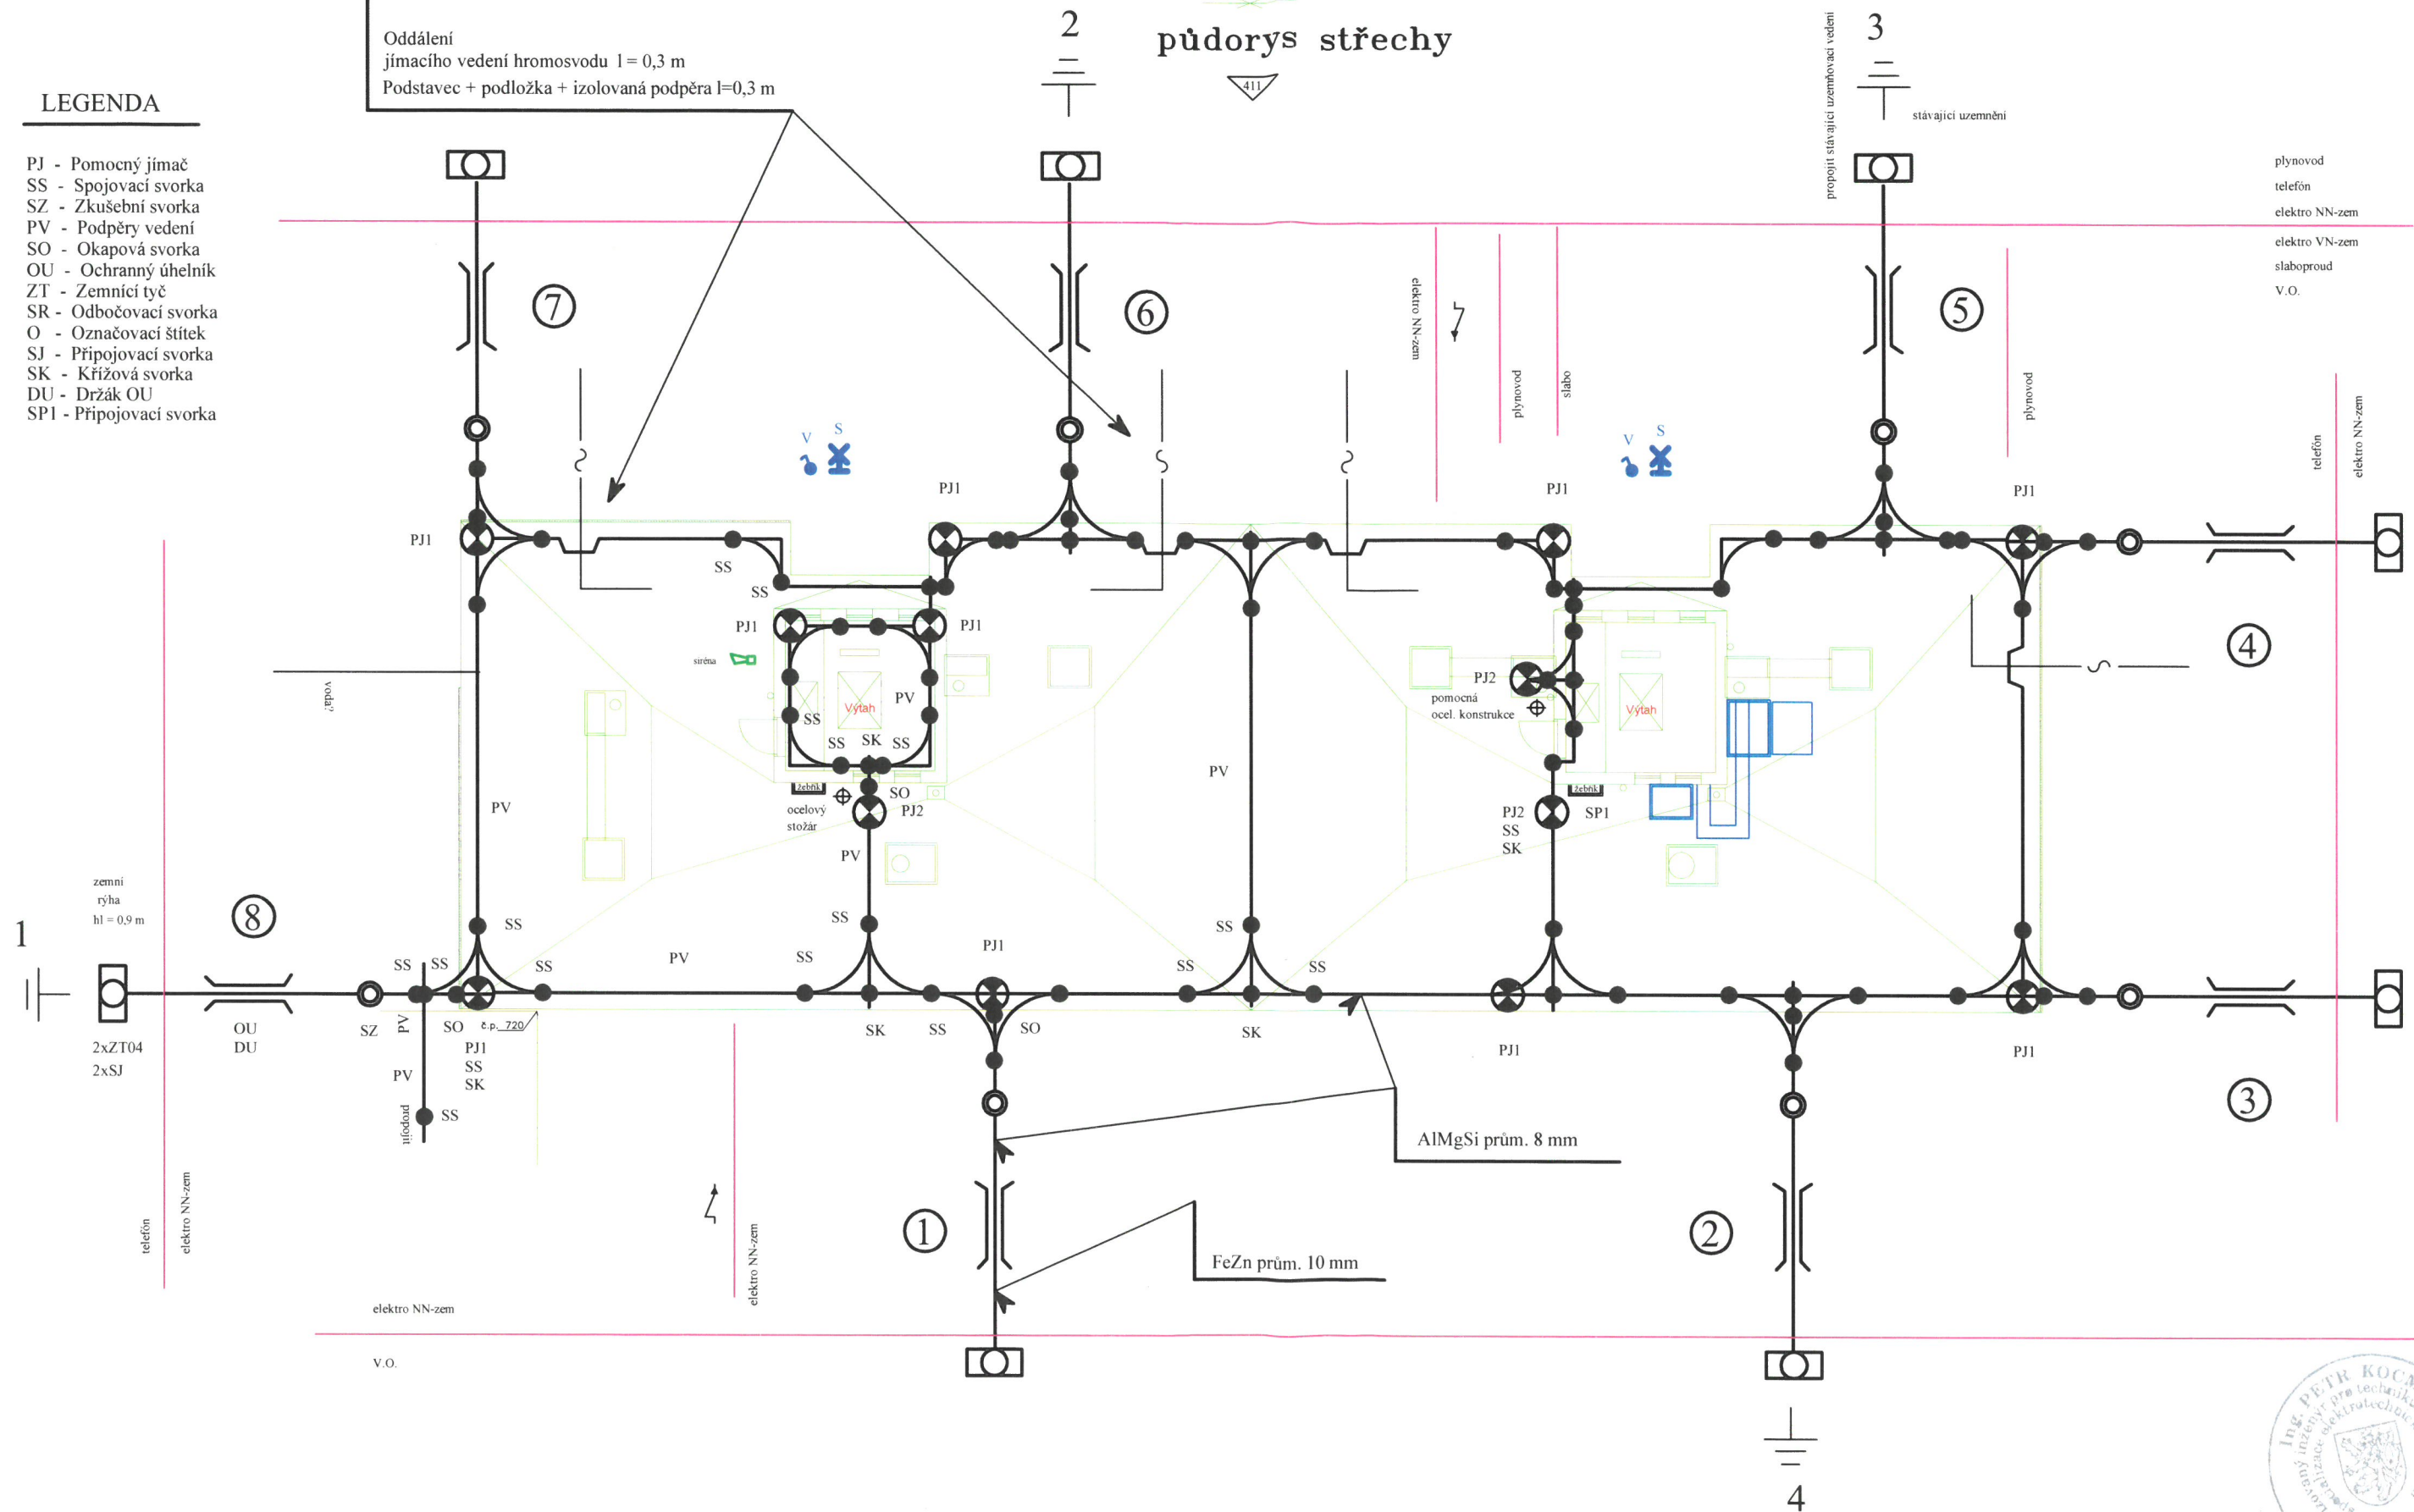 Oddálení
jímacího vedení hromosvodu l = 0,3 m
Podstavec + podložka + izolovaná podpěra l=0,3 m
půdorys střechy
411
2
3
propojit stávající uzemňovací vedení
stávající uzemnění
LEGENDA
PJ - Pomocný jímač
SS - Spojovací svorka
SZ - Zkušební svorka
PV - Podpěry vedení
SO - Okapová svorka
OU - Ochranný úhelník
ZT - Zemnící tyč
SR - Odbočovací svorka
O - Označovací štítek
SJ - Připojovací svorka
SK - Křížová svorka
DU - Držák OU
SP1 - Připojovací svorka
plynovod
telefón
elektro NN-zem
elektro VN-zem
slaboproud
V.O.
7
6
5
elektro NN-zem
plynovod
slabo
plynovod
telefón
elektro NN-zem
V S
V S
PJ1
PJ1
PJ1
PJ1
SS
SS
PJ1
PJ1
siréna
voda?
Výtah
PV
SS
SS
SK
SS
PJ2
pomocná
ocel. konstrukce
Výtah
4
PV
PV
žebřík
SO
ocelový
stožár
PJ2
PV
žebřík
PJ2
SS
SK
SP1
zemní
rýha
hl = 0,9 m
8
1
SS
SS
SS
SS
PV
SS
SS
PJ1
SS
SS
SS
2xZT04
2xSJ
OU
DU
SZ
PV
SO
č.p. 720
PJ1
SS
SK
SK
SS
SO
SK
PJ1
PJ1
PV
propojit
SS
3
AlMgSi prům. 8 mm
telefón
elektro NN-zem
elektro NN-zem
1
FeZn prům. 10 mm
2
elektro NN-zem
V.O.
4
Ing. PETR